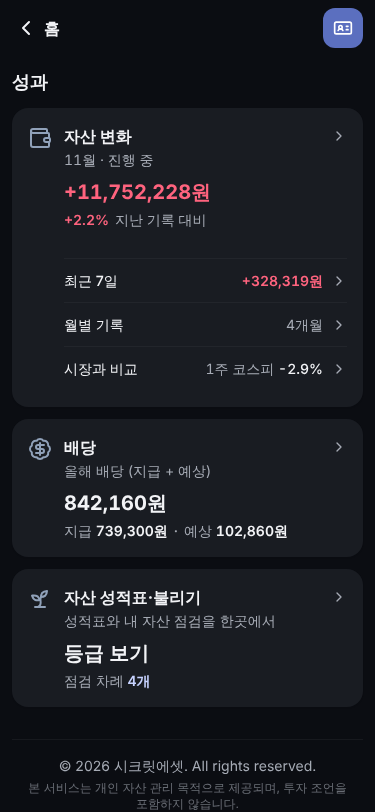 홈
성과
자산 변화
11월 · 진행 중
+11,752,228원
+2.2% 지난 기록 대비
최근 7일 +328,319원
월별 기록 4개월
시장과 비교 1주 코스피 -2.9%
배당
올해 배당 (지급 + 예상)
842,160원
지급 739,300원 · 예상 102,860원
자산 성적표·불리기
성적표와 내 자산 점검을 한곳에서
등급 보기
점검 차례 4개
© 2026 시크릿에셋. All rights reserved.
본 서비스는 개인 자산 관리 목적으로 제공되며, 투자 조언을
포함하지 않습니다.